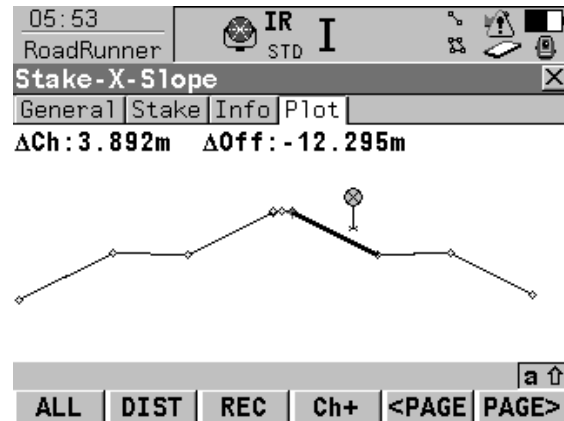 05:53
RoadRunner
IR
STD
I
Stake-X-Slope
General Stake Info Plot
ΔCh:3.892m ΔOff:-12.295m
a
ALL DIST REC Ch+ <PAGE PAGE>